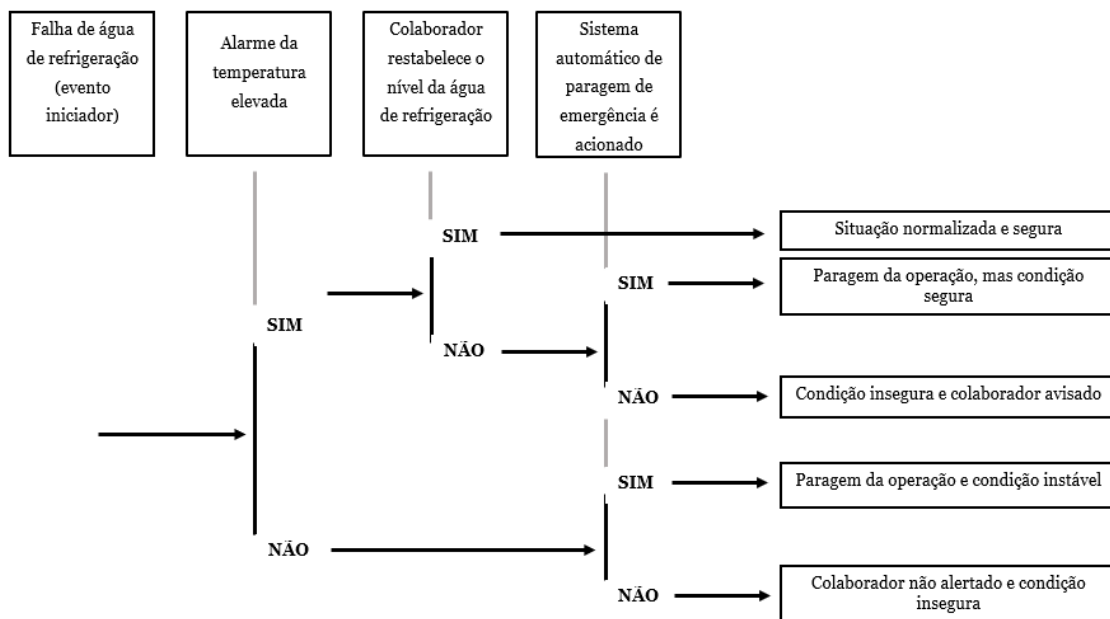 Falha de água
de refrigeração
(evento
iniciador)
Alarme da
temperatura
elevada
Colaborador
restabelece o
nível da água
de refrigeração
Sistema
automático de
paragem de
emergência é
acionado
SIM
Situação normalizada e segura
SIM
Paragem da operação, mas condição
segura
SIM
NÃO
NÃO
Condição insegura e colaborador avisado
SIM
Paragem da operação e condição instável
NÃO
NÃO
Colaborador não alertado e condição
insegura